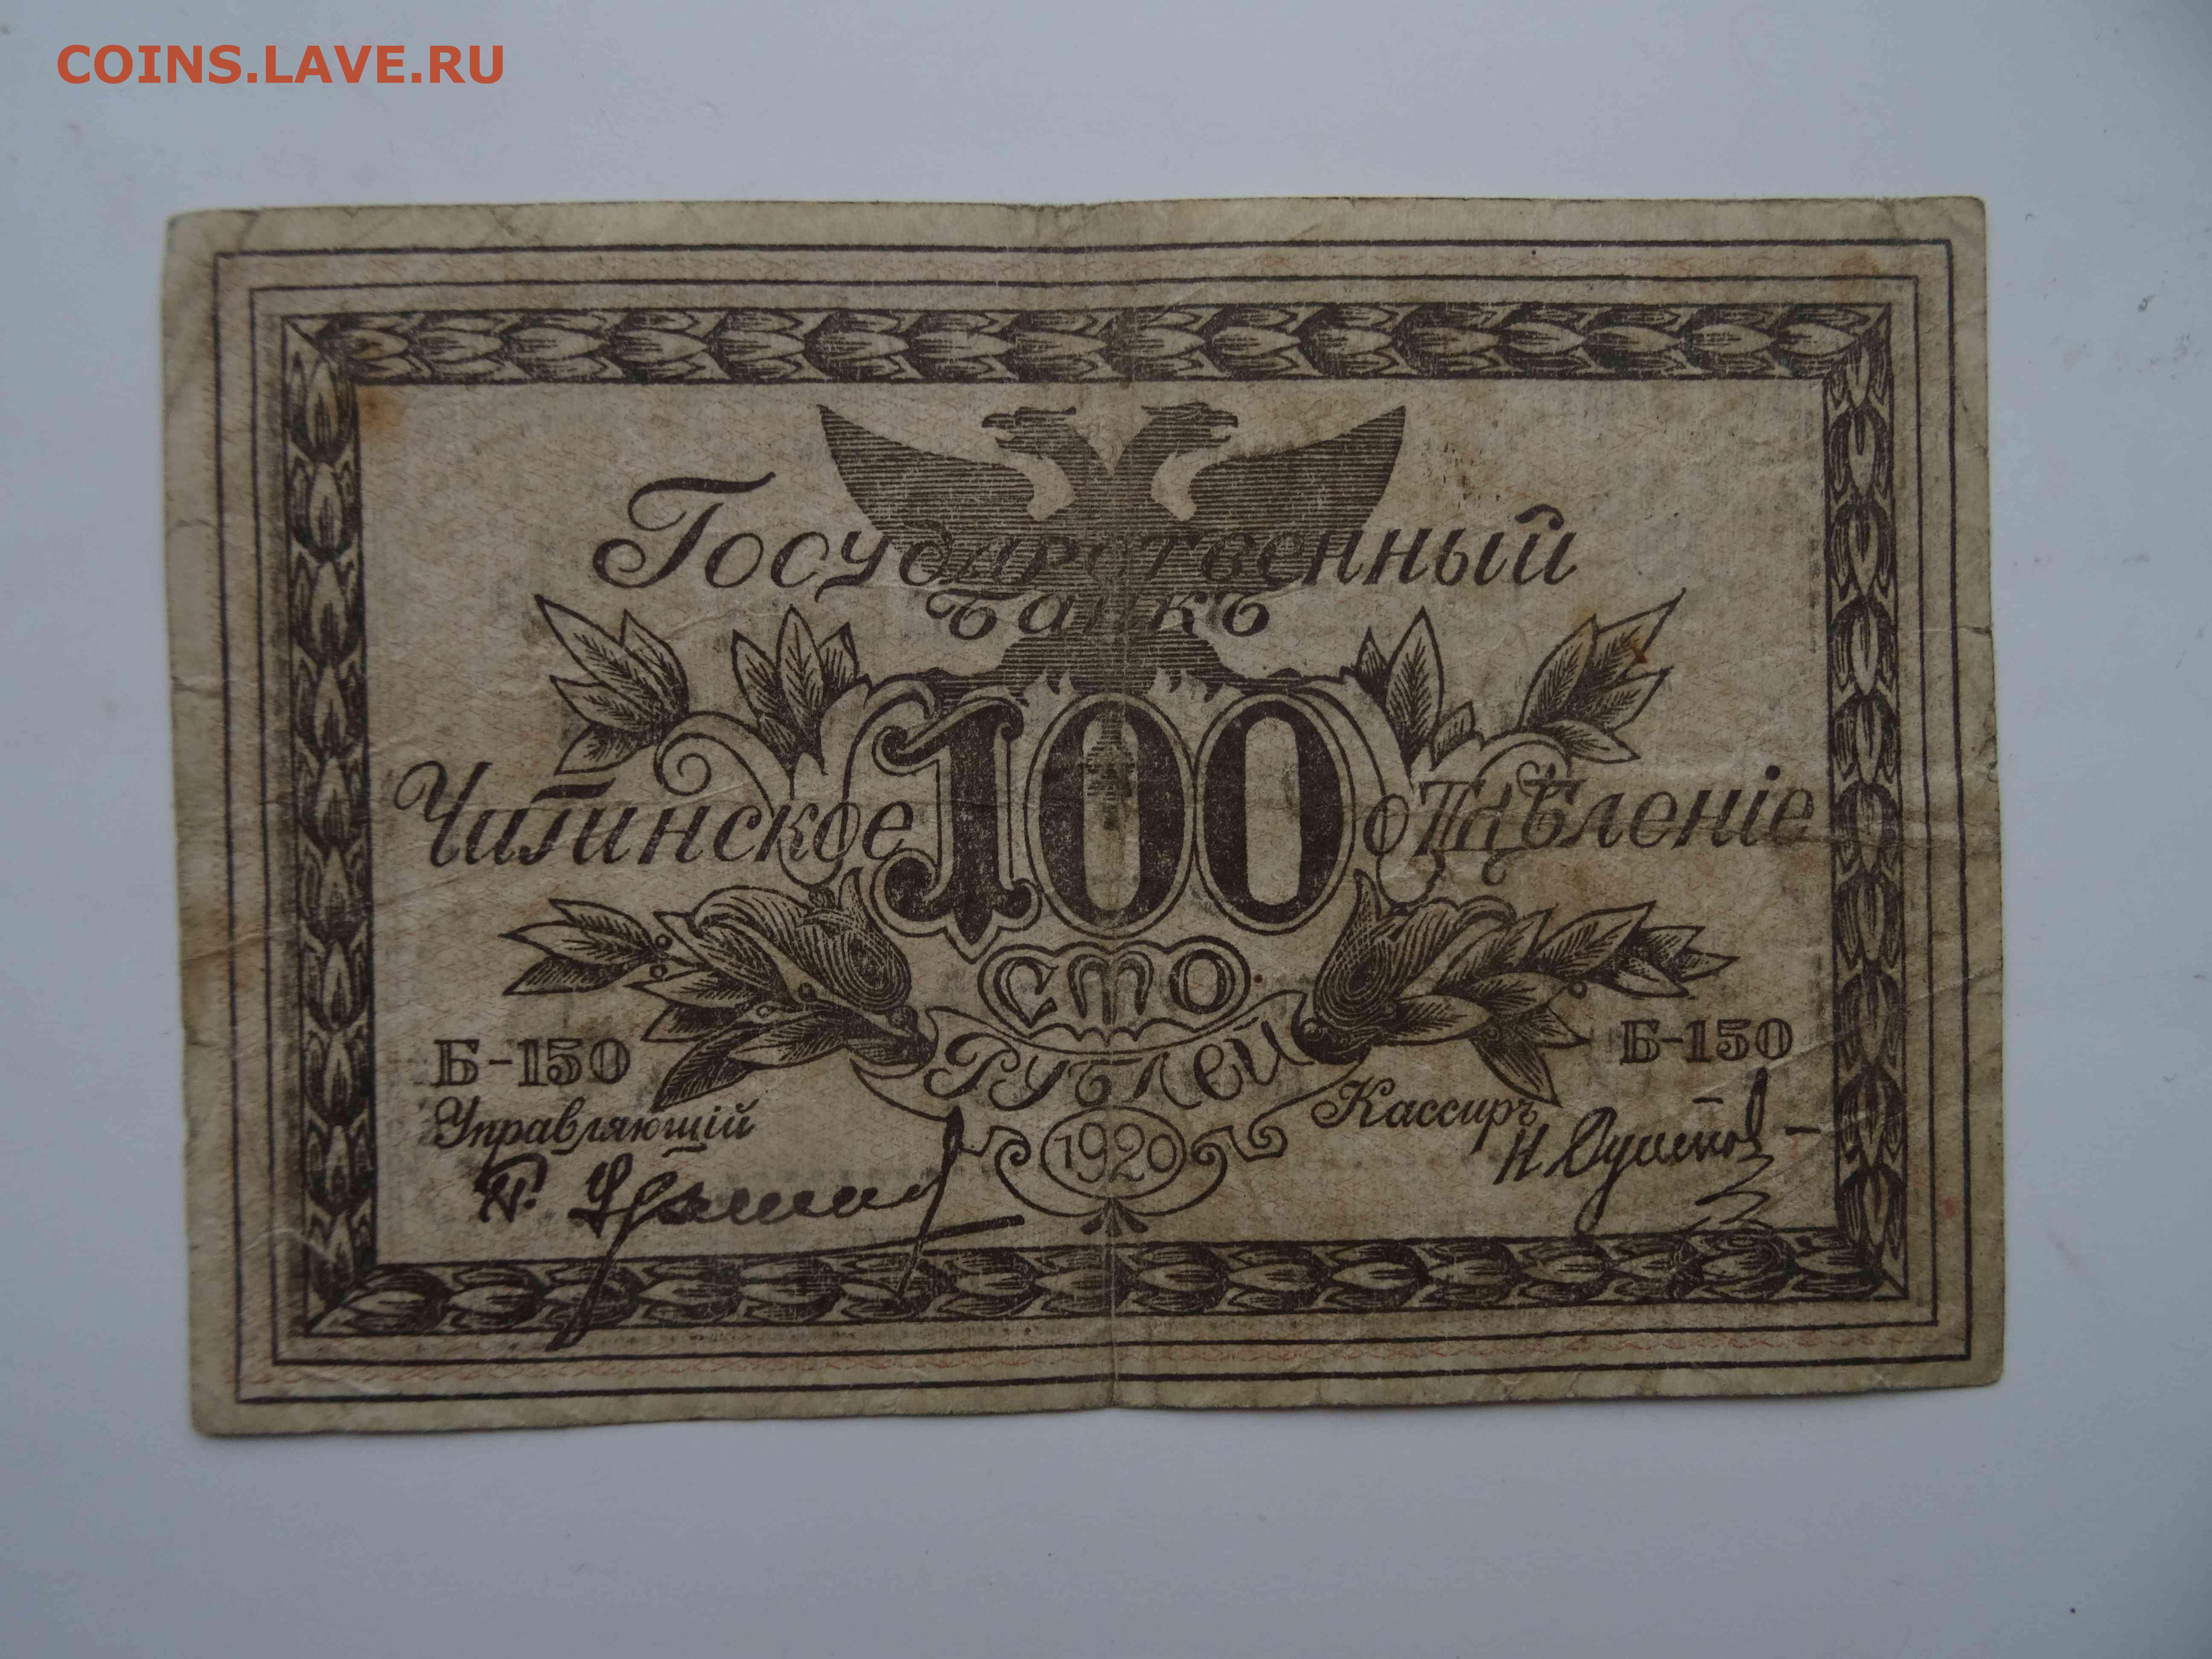 COINS.LAVE.RU
Государственный
Банкъ
Читинское 100 отдѣленіе
сто
рублей
Б-150 Б-150
Управляющій Кассиръ
1920